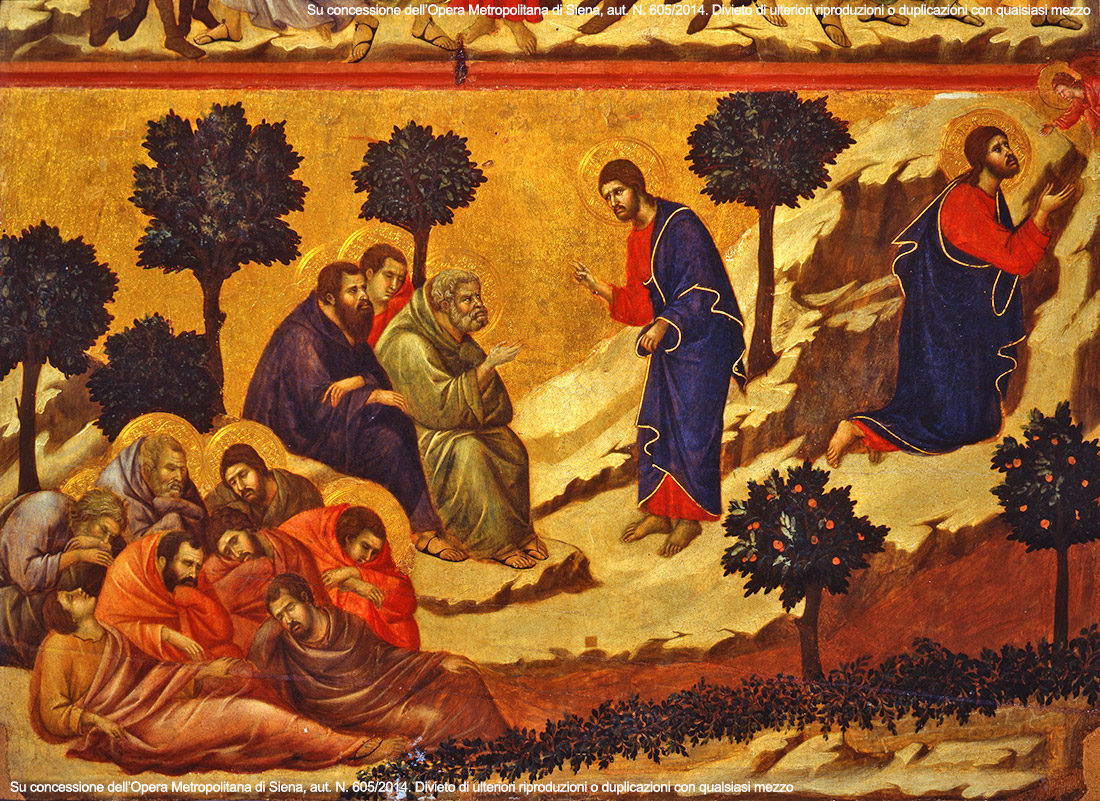 Su concessione dell'Opera Metropolitana di Siena, aut. N. 605/2014. Divieto di ulteriori riproduzioni o duplicazioni con qualsiasi mezzo
Su concessione dell'Opera Metropolitana di Siena, aut. N. 605/2014. Divieto di ulteriori riproduzioni o duplicazioni con qualsiasi mezzo